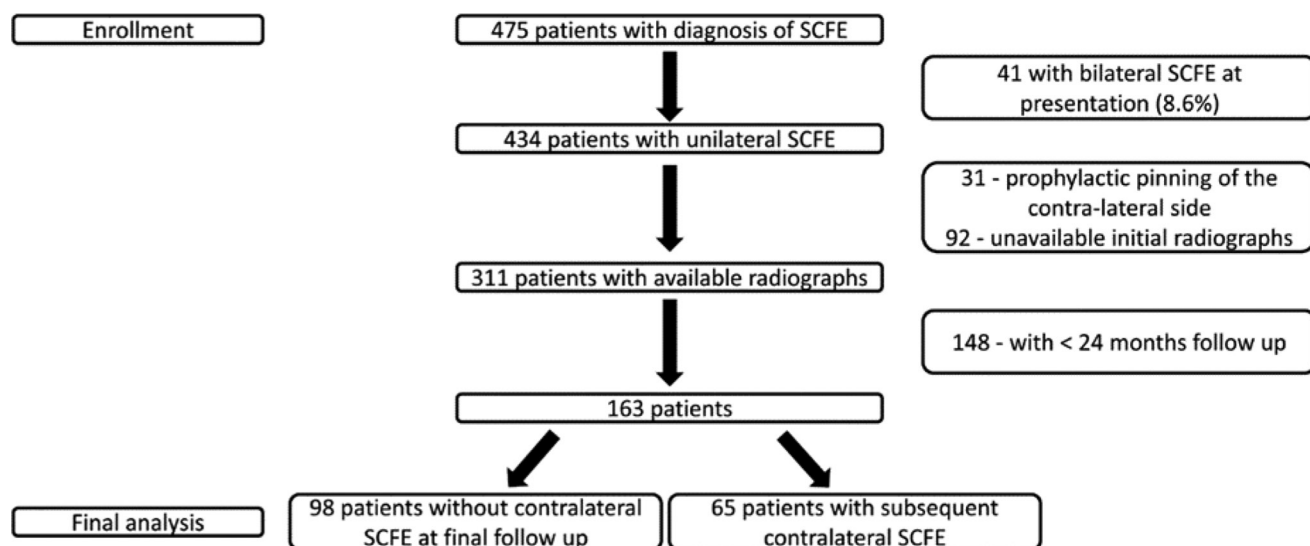 Enrollment
475 patients with diagnosis of SCFE
41 with bilateral SCFE at
presentation (8.6%)
434 patients with unilateral SCFE
31 - prophylactic pinning of the
contra-lateral side
92 - unavailable initial radiographs
311 patients with available radiographs
148 - with < 24 months follow up
163 patients
Final analysis
98 patients without contralateral
SCFE at final follow up
65 patients with subsequent
contralateral SCFE